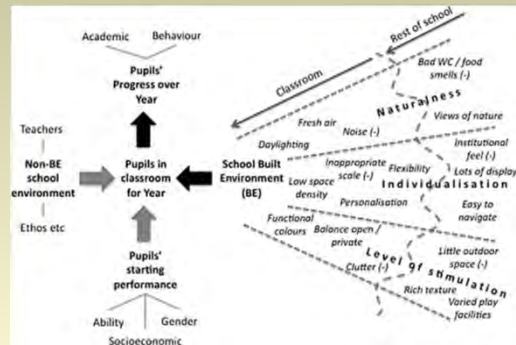 Academic
Behaviour
Pupils'
Progress over
Year
Teachers
Non-BE
school
environment
Ethos etc
Pupils in
classroom
for Year
School Built
Environment
(BE)
Pupils'
starting
performance
Ability
Gender
Socioeconomic
Classroom
Rest of school
Bad WC / food
smells (-)
Naturalness
Views of nature
Fresh air
Noise (-)
Daylighting
Institutional
feel (-)
Inappropriate
scale (-)
Flexibility
Lots of display
Individualisation
Low space
density
Personalisation
Easy to
navigate
Functional
colours
Balance open /
private
Little outdoor
space (-)
Level of stimulation
Clutter (-)
Rich texture
Varied play
facilities